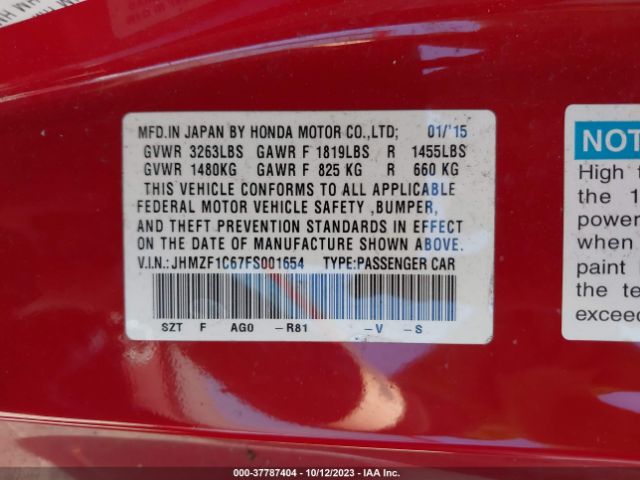 MFD.IN JAPAN BY HONDA MOTOR CO.,LTD; 01/'15
GVWR 3263LBS GAWR F 1819LBS R 1455LBS
GVWR 1480KG GAWR F 825 KG R 660 KG
THIS VEHICLE CONFORMS TO ALL APPLICABLE
FEDERAL MOTOR VEHICLE SAFETY ,BUMPER,
AND THEFT PREVENTION STANDARDS IN EFFECT
ON THE DATE OF MANUFACTURE SHOWN ABOVE.
V.I.N.: JHMZF1C67FS001654 TYPE:PASSENGER CAR
SZT F AG0 -R81 -V -S
NOT
High
the 1
power
when
paint
the te
exceed
000-37787404 - 10/12/2023 - IAA Inc.